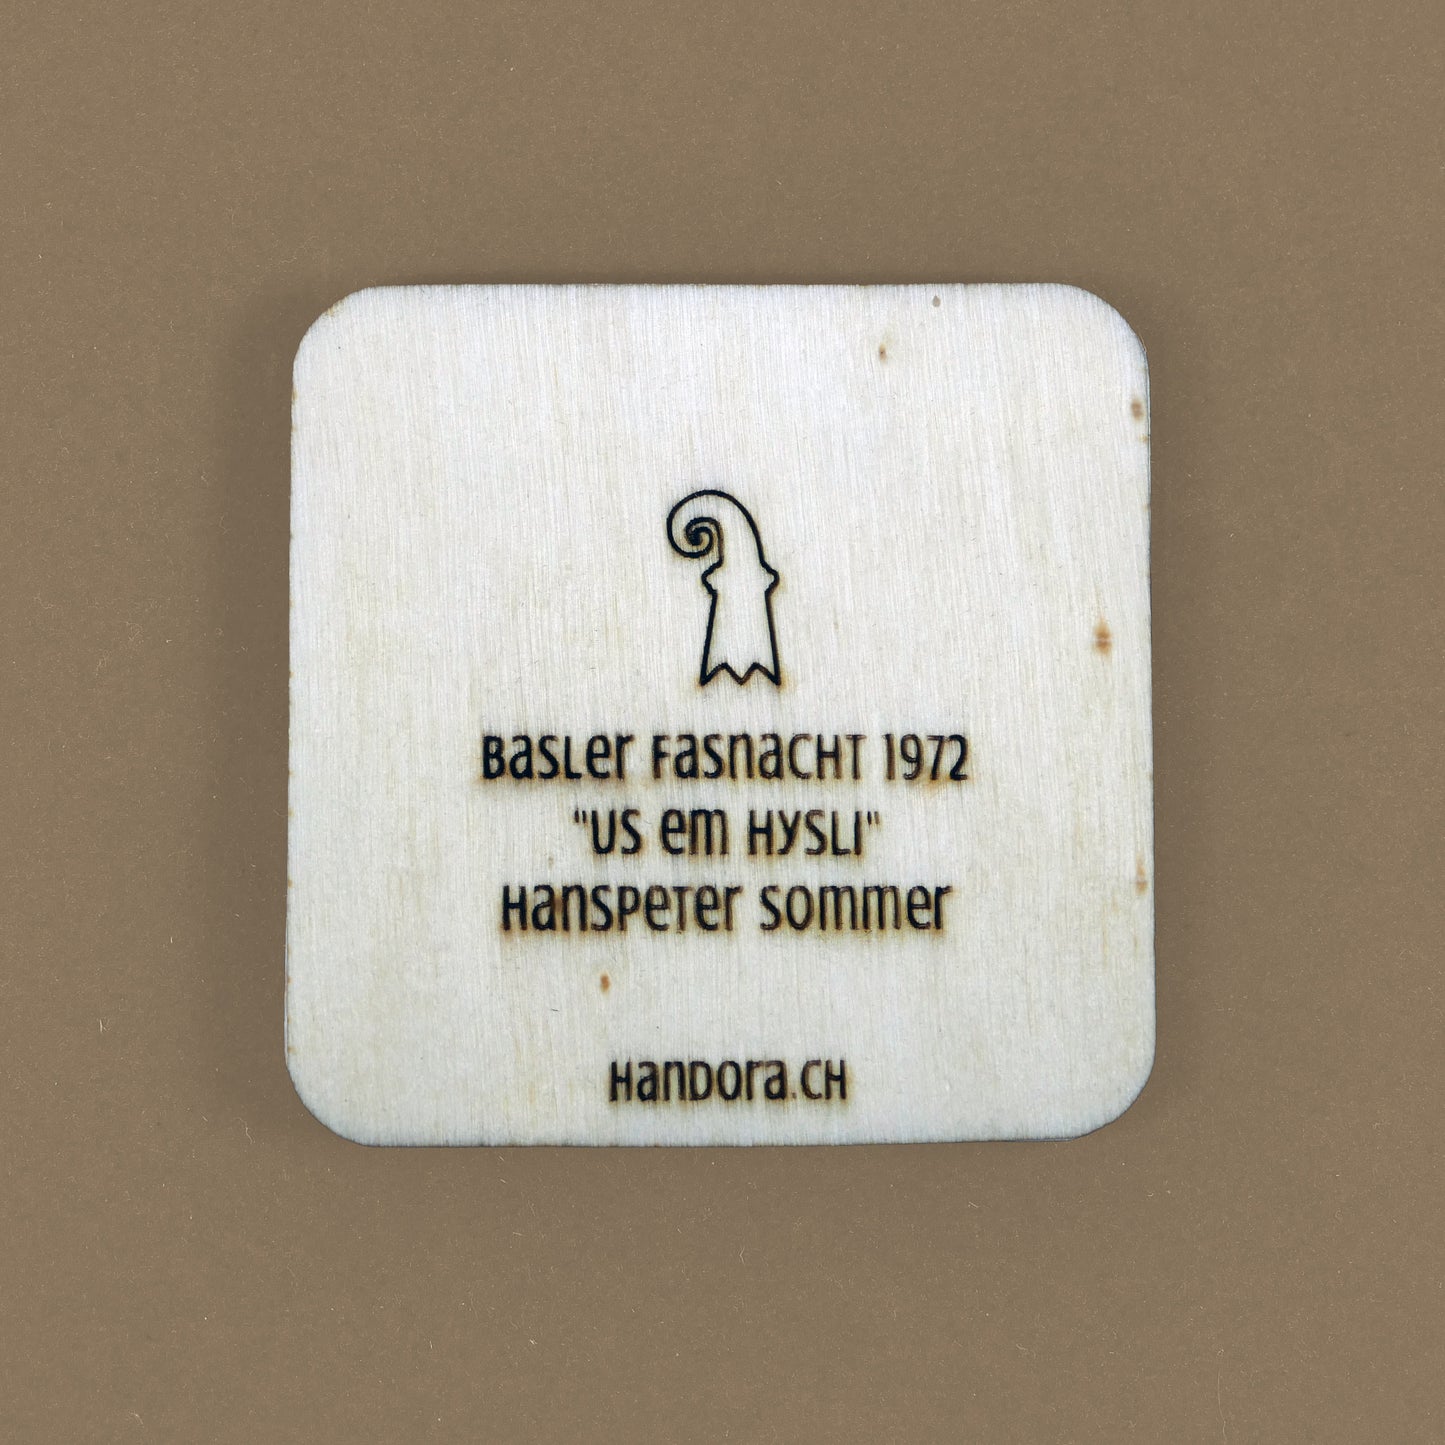 Basler Fasnacht 1972
"Us em Hysli"
Hanspeter Sommer
Handora.ch